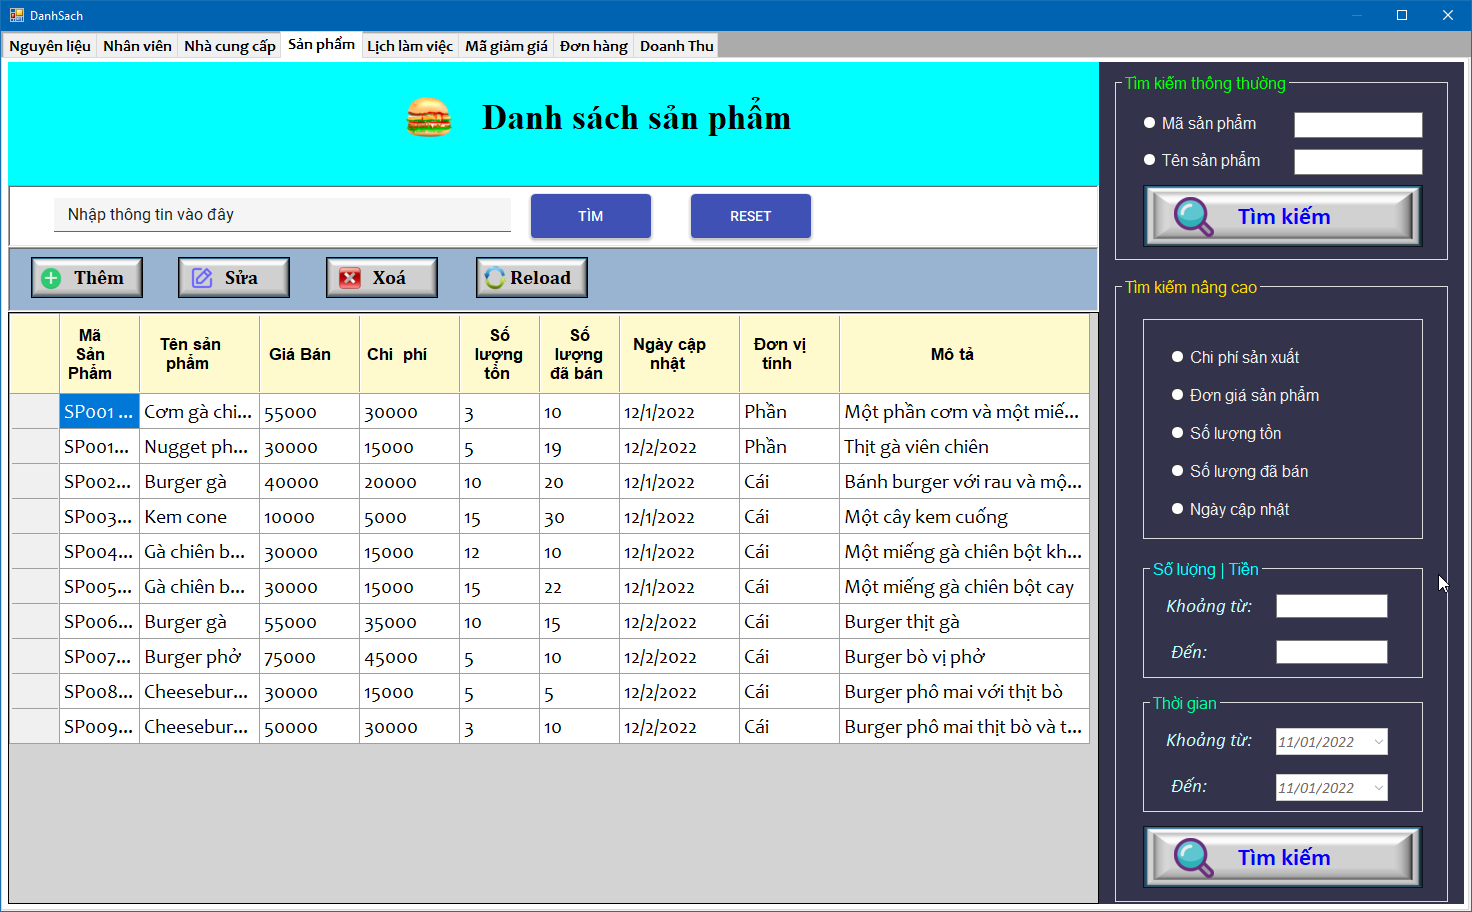 DanhSach
Nguyên liệu Nhân viên Nhà cung cấp Sản phẩm Lịch làm việc Mã giảm giá Đơn hàng Doanh Thu
Danh sách sản phẩm
Nhập thông tin vào đây TÌM RESET
Thêm Sửa Xoá Reload
Mã Sản Phẩm Tên sản phẩm Giá Bán Chi phí Số lượng tồn Số lượng đã bán Ngày cập nhật Đơn vị tính Mô tả
SP001 ... Cơm gà chi... 55000 30000 3 10 12/1/2022 Phần Một phần cơm và một miế...
SP001... Nugget ph... 30000 15000 5 19 12/2/2022 Phần Thịt gà viên chiên
SP002... Burger gà 40000 20000 10 20 12/1/2022 Cái Bánh burger với rau và mộ...
SP003... Kem cone 10000 5000 15 30 12/1/2022 Cái Một cây kem cuống
SP004... Gà chiên b... 30000 15000 12 10 12/1/2022 Cái Một miếng gà chiên bột kh...
SP005... Gà chiên b... 30000 15000 15 22 12/1/2022 Cái Một miếng gà chiên bột cay
SP006... Burger gà 55000 35000 10 15 12/2/2022 Cái Burger thịt gà
SP007... Burger phở 75000 45000 5 10 12/2/2022 Cái Burger bò vị phở
SP008... Cheesebur... 30000 15000 5 5 12/2/2022 Cái Burger phô mai với thịt bò
SP009... Cheesebur... 50000 30000 3 10 12/2/2022 Cái Burger phô mai thịt bò và t...
Tìm kiếm thông thường
Mã sản phẩm
Tên sản phẩm
Tìm kiếm
Tìm kiếm nâng cao
Chi phí sản xuất
Đơn giá sản phẩm
Số lượng tồn
Số lượng đã bán
Ngày cập nhật
Số lượng | Tiền
Khoảng từ:
Đến:
Thời gian
Khoảng từ: 11/01/2022
Đến: 11/01/2022
Tìm kiếm